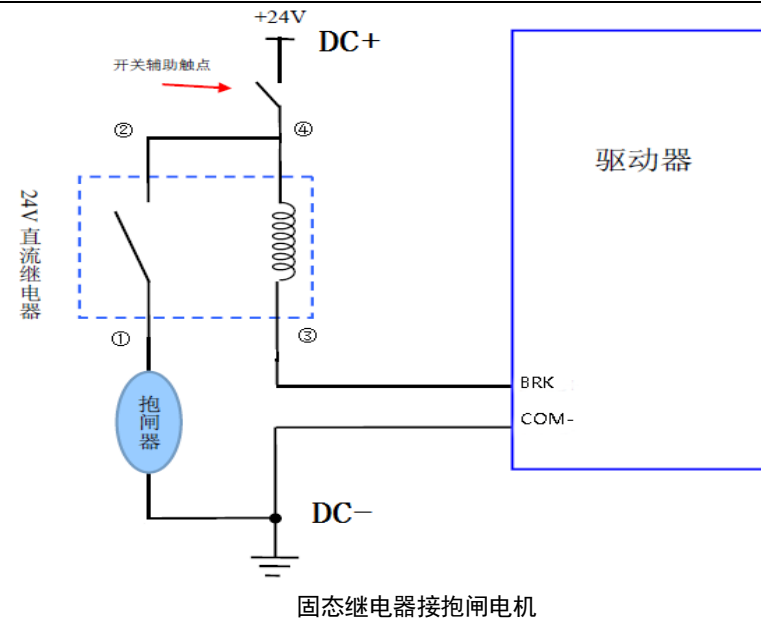 +24V
DC+
开关辅助触点
②
④
驱动器
24V 直流继电器
①
③
BRK
COM-
抱闸器
DC-
固态继电器接抱闸电机